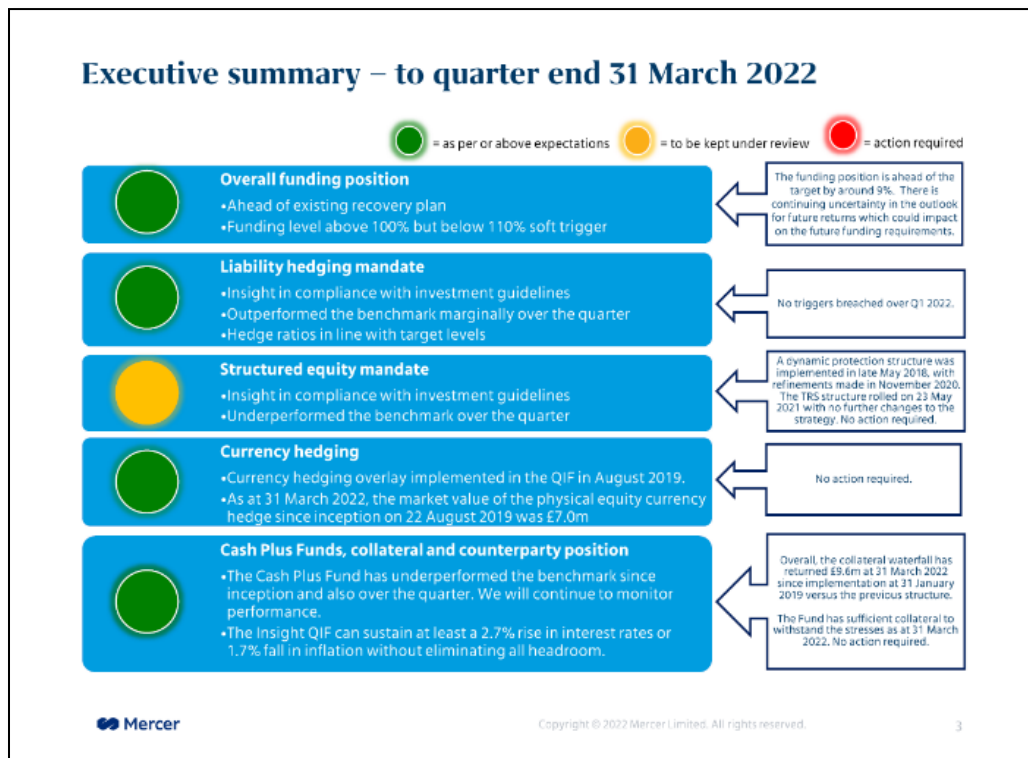 Executive summary – to quarter end 31 March 2022
= as per or above expectations
= to be kept under review
= action required
Overall funding position
•Ahead of existing recovery plan
•Funding level above 100% but below 110% soft trigger
The funding position is ahead of the
target by around 9%. There is
continuing uncertainty in the outlook
for future returns which could impact
on the future funding requirements.
Liability hedging mandate
•Insight in compliance with investment guidelines
•Outperformed the benchmark marginally over the quarter
•Hedge ratios in line with target levels
No triggers breached over Q1 2022.
Structured equity mandate
•Insight in compliance with investment guidelines
•Underperformed the benchmark over the quarter
A dynamic protection structure was
implemented in late May 2018, with
refinements made in November 2020.
The TRS structure rolled on 23 May
2021 with no further changes to the
strategy. No action required.
Currency hedging
•Currency hedging overlay implemented in the QIF in August 2019.
•As at 31 March 2022, the market value of the physical equity currency
hedge since inception on 22 August 2019 was £7.0m
No action required.
Cash Plus Funds, collateral and counterparty position
•The Cash Plus Fund has underperformed the benchmark since
inception and also over the quarter. We will continue to monitor
performance.
•The Insight QIF can sustain at least a 2.7% rise in interest rates or
1.7% fall in inflation without eliminating all headroom.
Overall, the collateral waterfall has
returned £9.6m at 31 March 2022
since implementation at 31 January
2019 versus the previous structure.
The Fund has sufficient collateral to
withstand the stresses as at 31 March
2022. No action required.
Mercer
Copyright © 2022 Mercer Limited. All rights reserved.
3